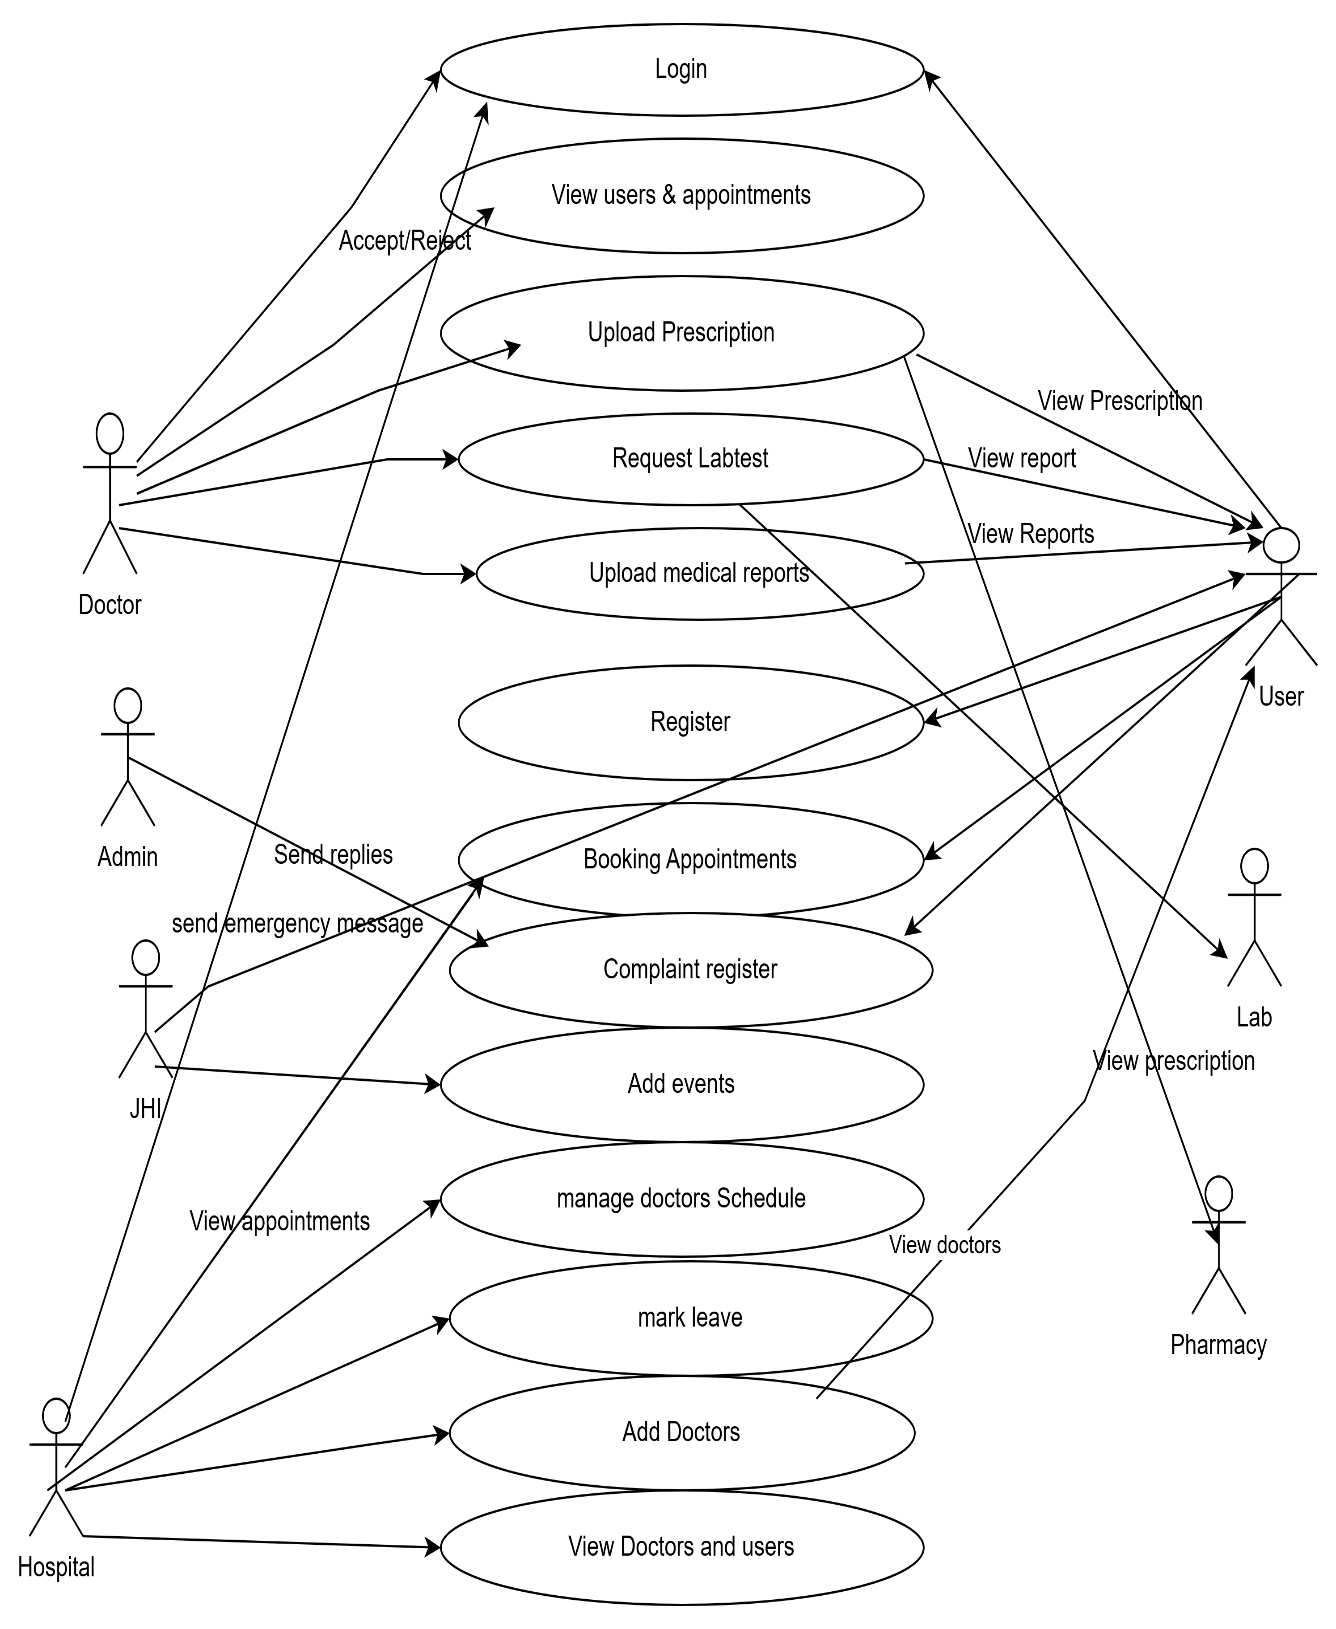 Login
View users & appointments
Accept/Reject
Upload Prescription
View Prescription
Request Labtest
View report
View Reports
Upload medical reports
Doctor
User
Register
Admin
Send replies
Booking Appointments
send emergency message
Complaint register
Lab
View prescription
Add events
JHI
manage doctors Schedule
View appointments
View doctors
mark leave
Pharmacy
Add Doctors
View Doctors and users
Hospital